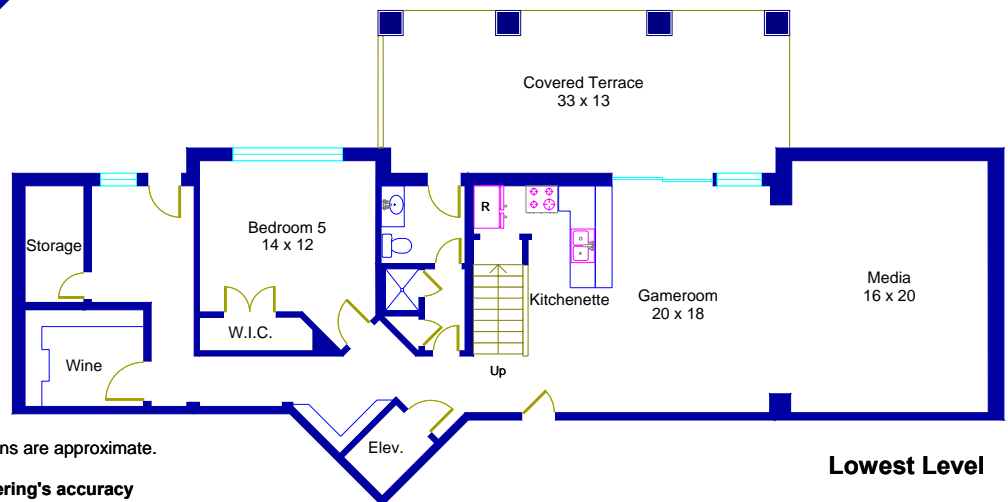 Covered Terrace
33 x 13
R
Bedroom 5
14 x 12
Storage
Media
16 x 20
Kitchenette
Gameroom
20 x 18
W.I.C.
Wine
Up
Elev.
ns are approximate.
Lowest Level
ering's accuracy